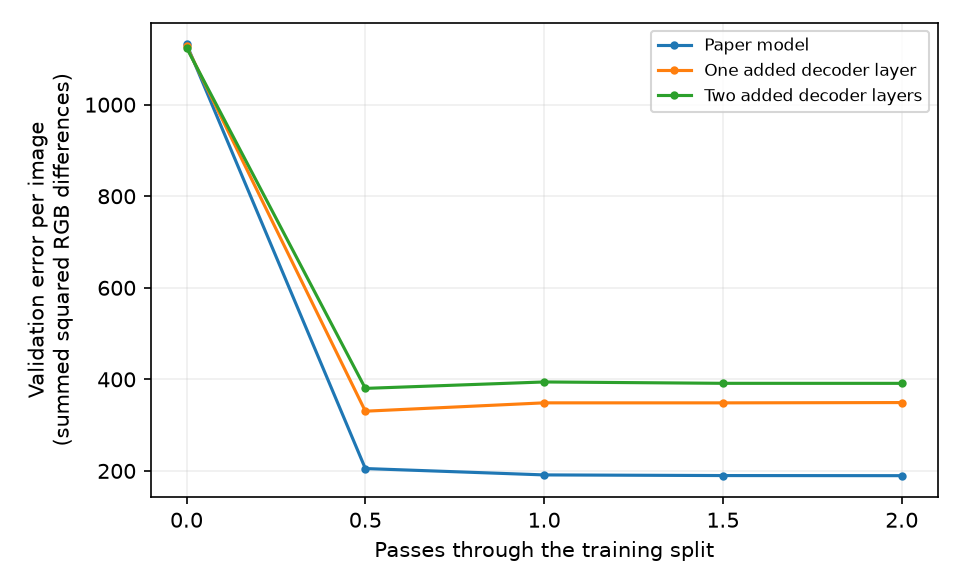 Validation error per image
(summed squared RGB differences)
1000
800
600
400
200
Paper model
One added decoder layer
Two added decoder layers
0.0 0.5 1.0 1.5 2.0
Passes through the training split